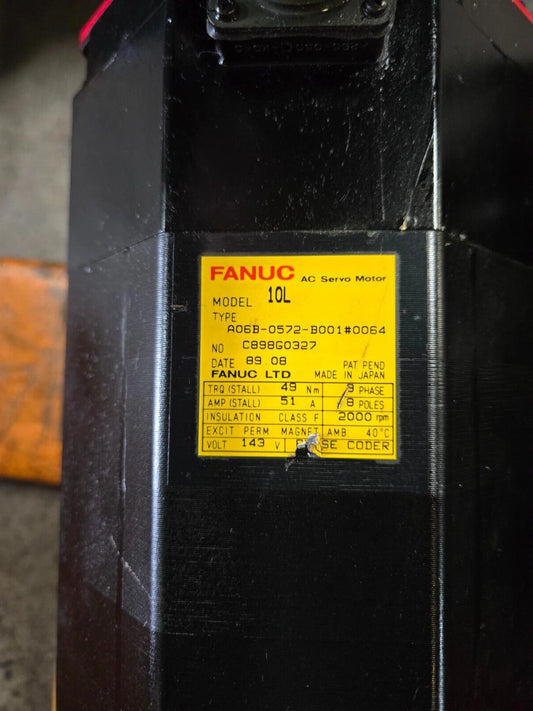 FANUC AC Servo Motor
MODEL 10L
TYPE
A06B-0572-B001#0064
NO C898G0327
DATE 89.08 PAT PEND
FANUC LTD MADE IN JAPAN
TRQ (STALL) 49 Nm PHASE
AMP (STALL) 51 A 8 POLES
INSULATION CLASS F 2000 rpm
EXCIT PERM MAGNET AMB 40°C
VOLT 143 V CODER